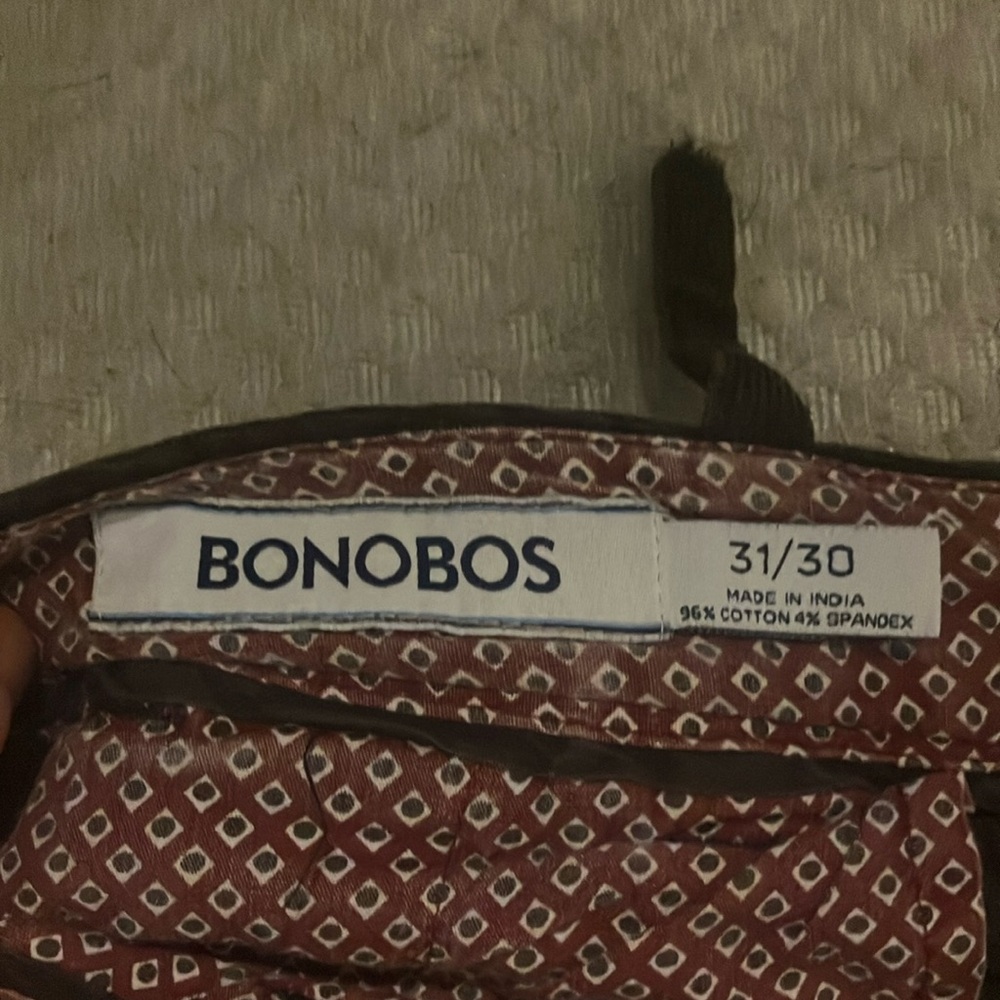 BONOBOS
31/30
MADE IN INDIA
96% COTTON 4% SPANDEX